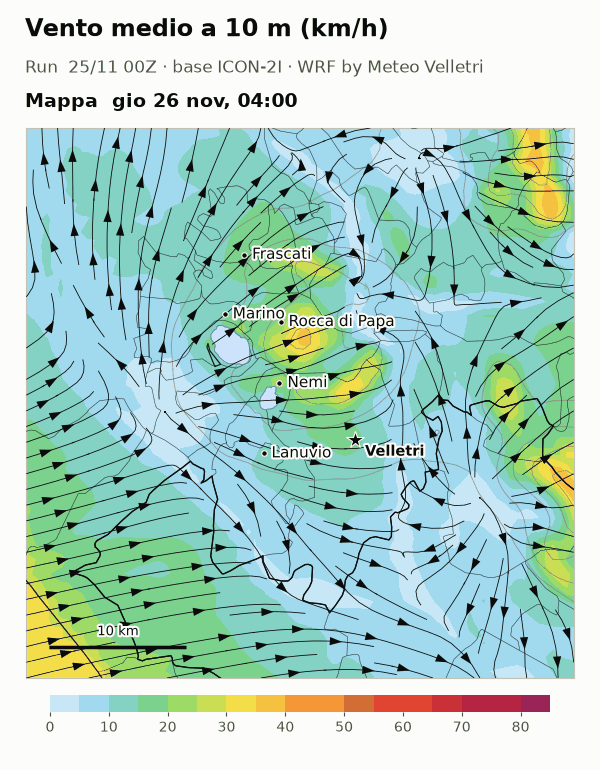 Vento medio a 10 m (km/h)
Run  25/11 00Z · base ICON-2I · WRF by Meteo Velletri
Mappa  gio 26 nov, 04:00
Frascati
Marino
Rocca di Papa
Nemi
Velletri
Lanuvio
10 km
0 10 20 30 40 50 60 70 80